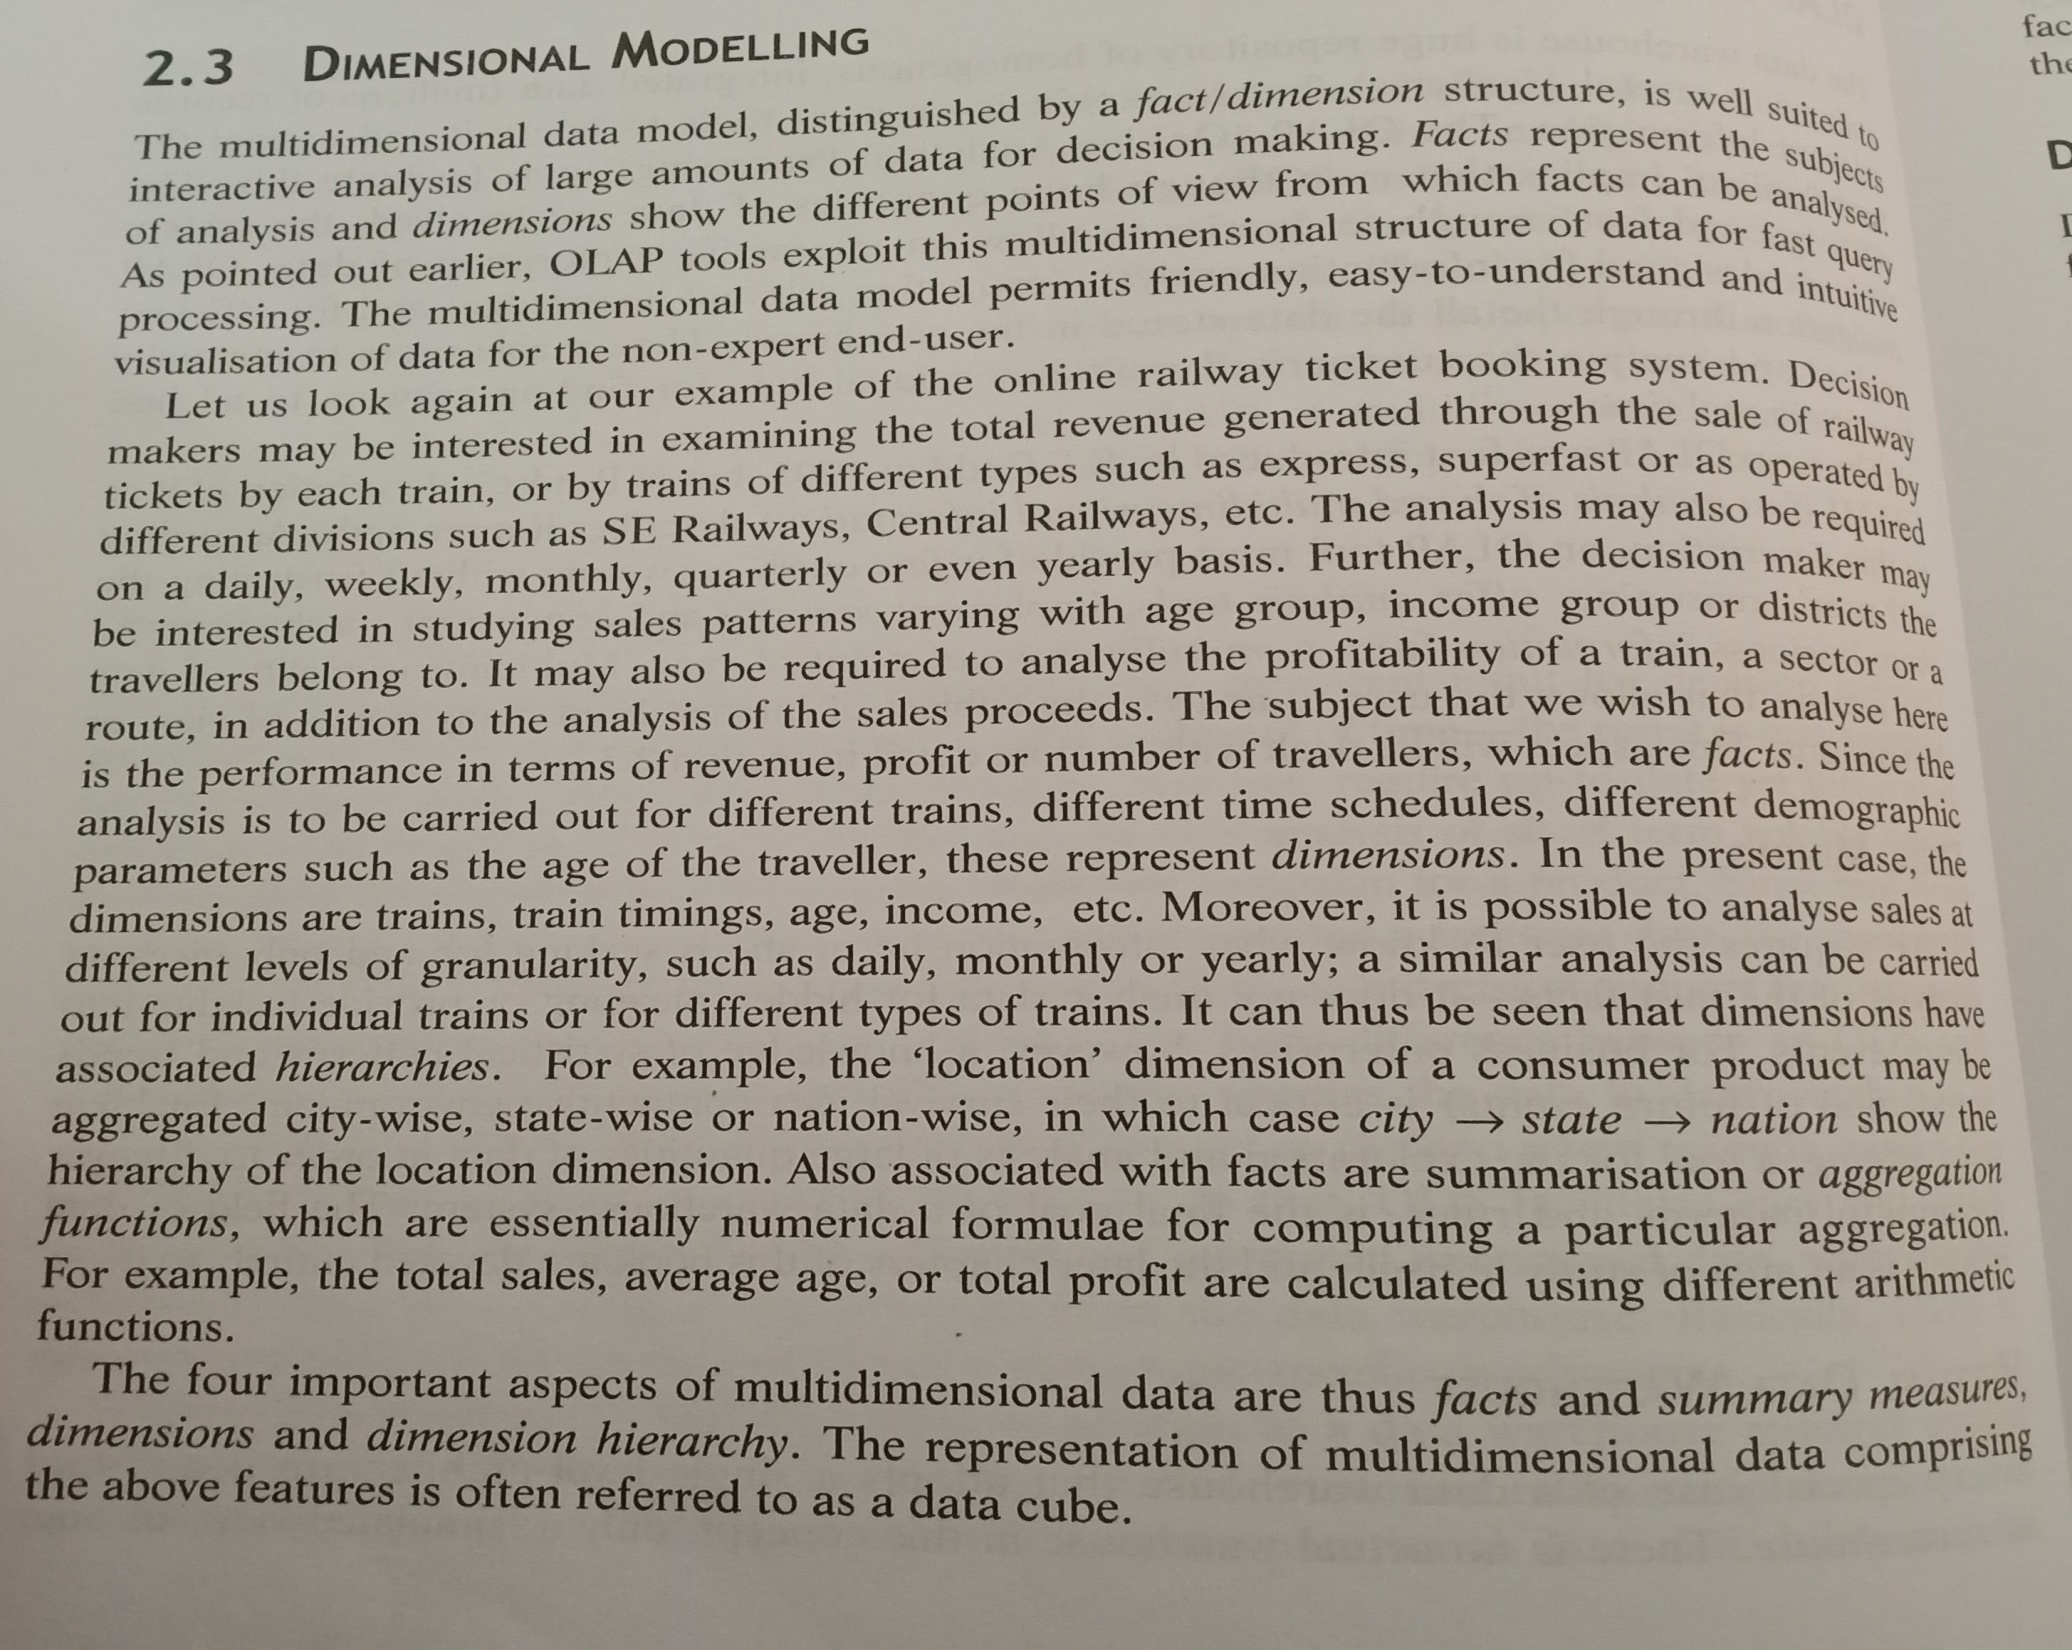 2.3 DIMENSIONAL MODELLING
The multidimensional data model, distinguished by a fact/dimension structure, is well suited to
interactive analysis of large amounts of data for decision making. Facts represent the subjects
of analysis and dimensions show the different points of view from which facts can be analysed.
As pointed out earlier, OLAP tools exploit this multidimensional structure of data for fast query
processing. The multidimensional data model permits friendly, easy-to-understand and intuitive
visualisation of data for the non-expert end-user.
Let us look again at our example of the online railway ticket booking system. Decision
makers may be interested in examining the total revenue generated through the sale of railway
tickets by each train, or by trains of different types such as express, superfast or as operated by
different divisions such as SE Railways, Central Railways, etc. The analysis may also be required
on a daily, weekly, monthly, quarterly or even yearly basis. Further, the decision maker may
be interested in studying sales patterns varying with age group, income group or districts the
travellers belong to. It may also be required to analyse the profitability of a train, a sector or a
route, in addition to the analysis of the sales proceeds. The subject that we wish to analyse here
is the performance in terms of revenue, profit or number of travellers, which are facts. Since the
analysis is to be carried out for different trains, different time schedules, different demographic
parameters such as the age of the traveller, these represent dimensions. In the present case, the
dimensions are trains, train timings, age, income, etc. Moreover, it is possible to analyse sales at
different levels of granularity, such as daily, monthly or yearly; a similar analysis can be carried
out for individual trains or for different types of trains. It can thus be seen that dimensions have
associated hierarchies. For example, the ‘location’ dimension of a consumer product may be
aggregated city-wise, state-wise or nation-wise, in which case city → state → nation show the
hierarchy of the location dimension. Also associated with facts are summarisation or aggregation
functions, which are essentially numerical formulae for computing a particular aggregation.
For example, the total sales, average age, or total profit are calculated using different arithmetic
functions.
The four important aspects of multidimensional data are thus facts and summary measures,
dimensions and dimension hierarchy. The representation of multidimensional data comprising
the above features is often referred to as a data cube.